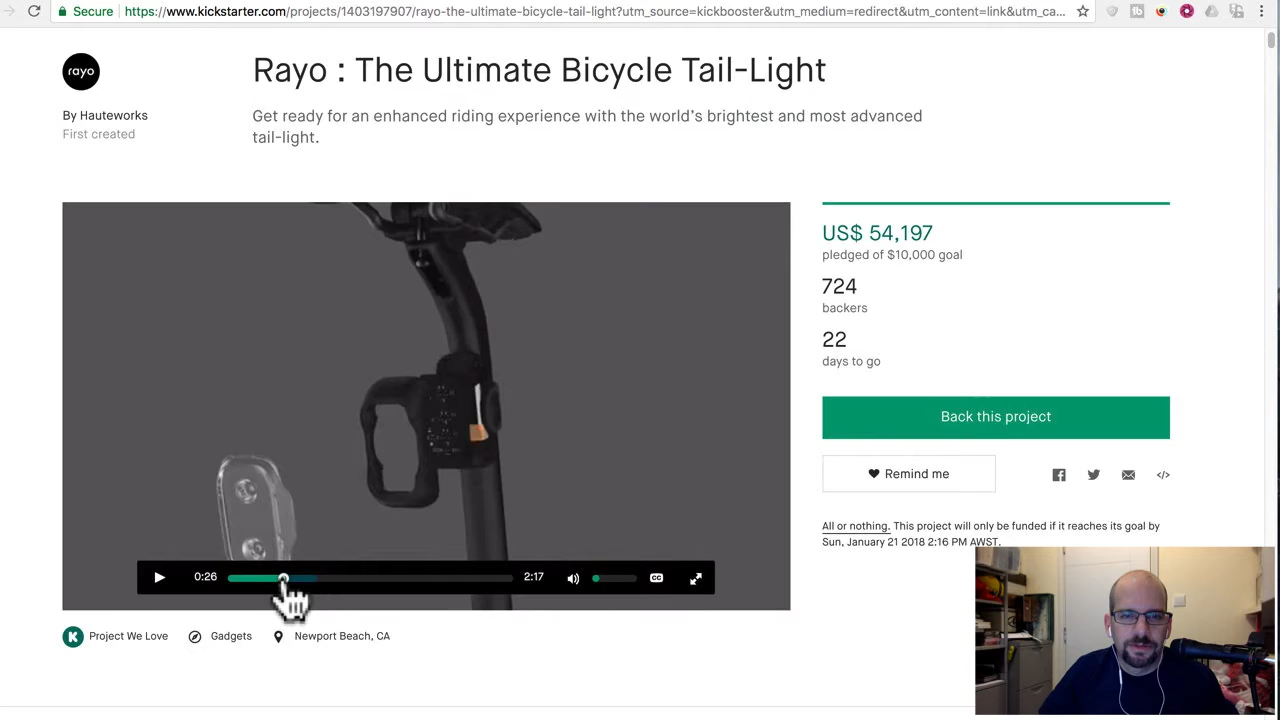 Secure
https://www.kickstarter.com/projects/1403197907/rayo-the-ultimate-bicycle-tail-light?utm_source=kickbooster&utm_medium=redirect&utm_content=link&utm_ca...
rayo
By Hauteworks
First created
Rayo : The Ultimate Bicycle Tail-Light
Get ready for an enhanced riding experience with the world's brightest and most advanced
tail-light.
US$ 54,197
pledged of $10,000 goal
724
backers
22
days to go
Back this project
Remind me
All or nothing. This project will only be funded if it reaches its goal by
Sun, January 21 2018 2:16 PM AWST.
0:26
2:17
CC
Project We Love
Gadgets
Newport Beach, CA